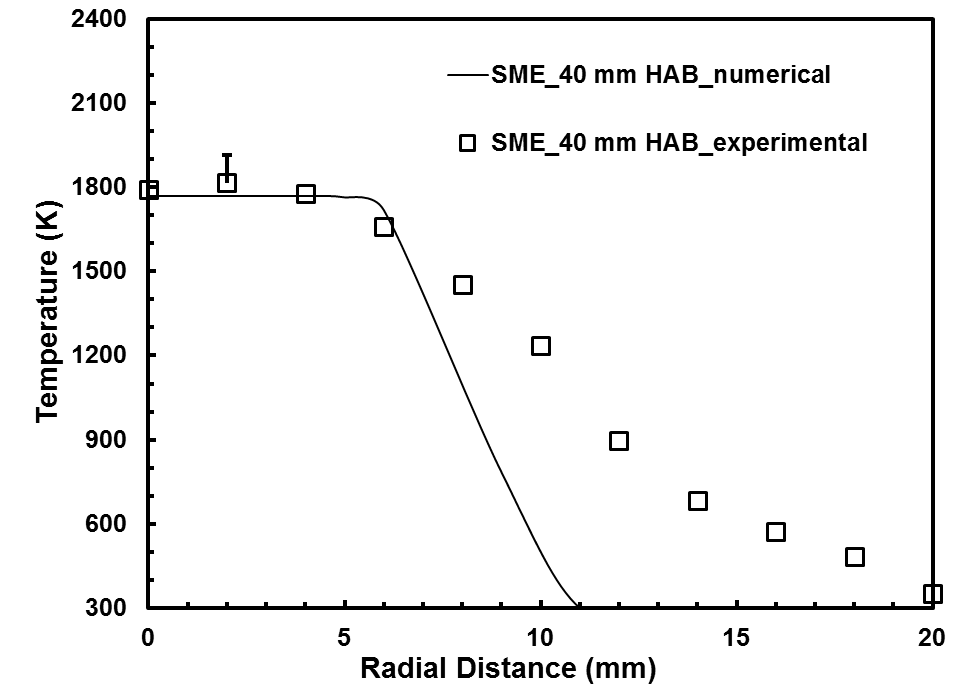 2400
SME_40 mm HAB_numerical
2100
SME_40 mm HAB_experimental
1800
1500
1200
900
600
300
Temperature (K)
0 5 10 15 20
Radial Distance (mm)